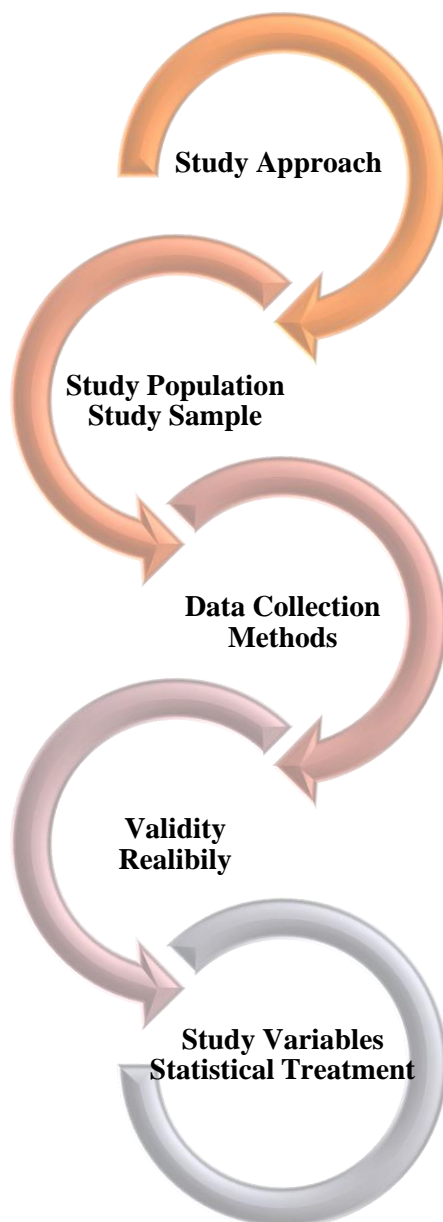 Study Approach
Study Population
Study Sample
Data Collection
Methods
Validity
Realibily
Study Variables
Statistical Treatment